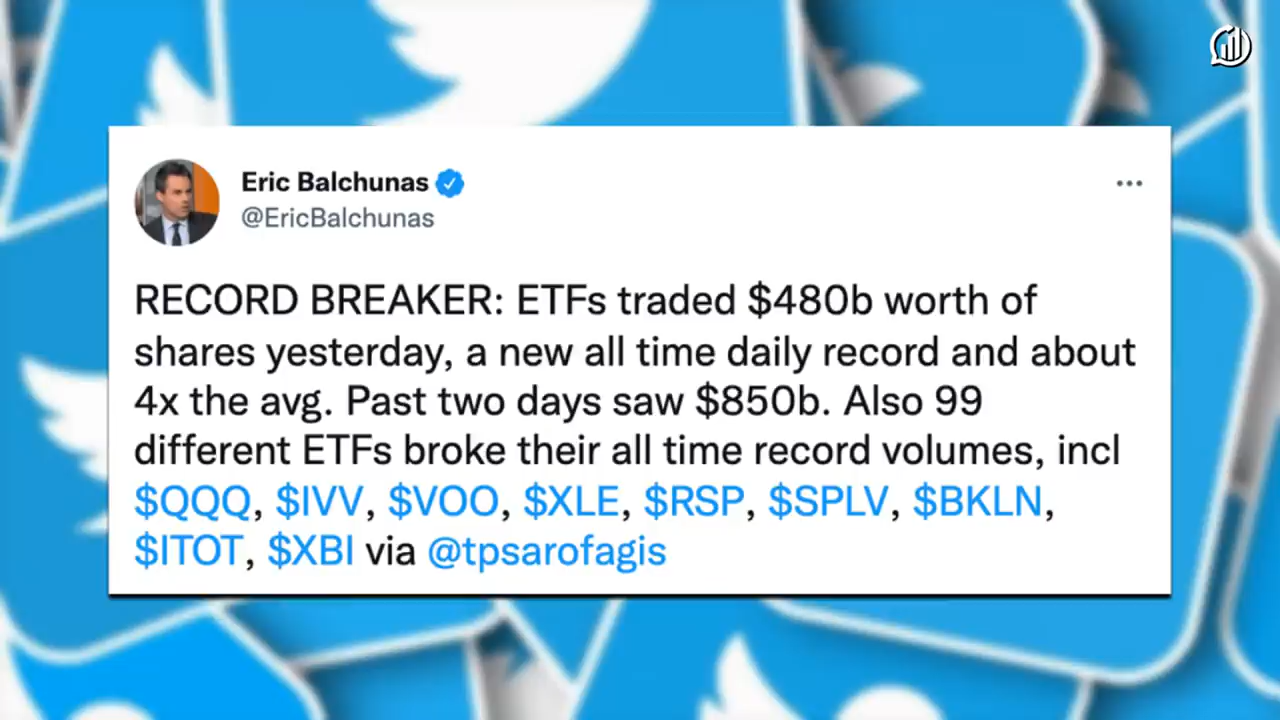 Eric Balchunas
@EricBalchunas
RECORD BREAKER: ETFs traded $480b worth of
shares yesterday, a new all time daily record and about
4x the avg. Past two days saw $850b. Also 99
different ETFs broke their all time record volumes, incl
$QQQ, $IVV, $VOO, $XLE, $RSP, $SPLV, $BKLN,
$ITOT, $XBI via @tpsarofagis